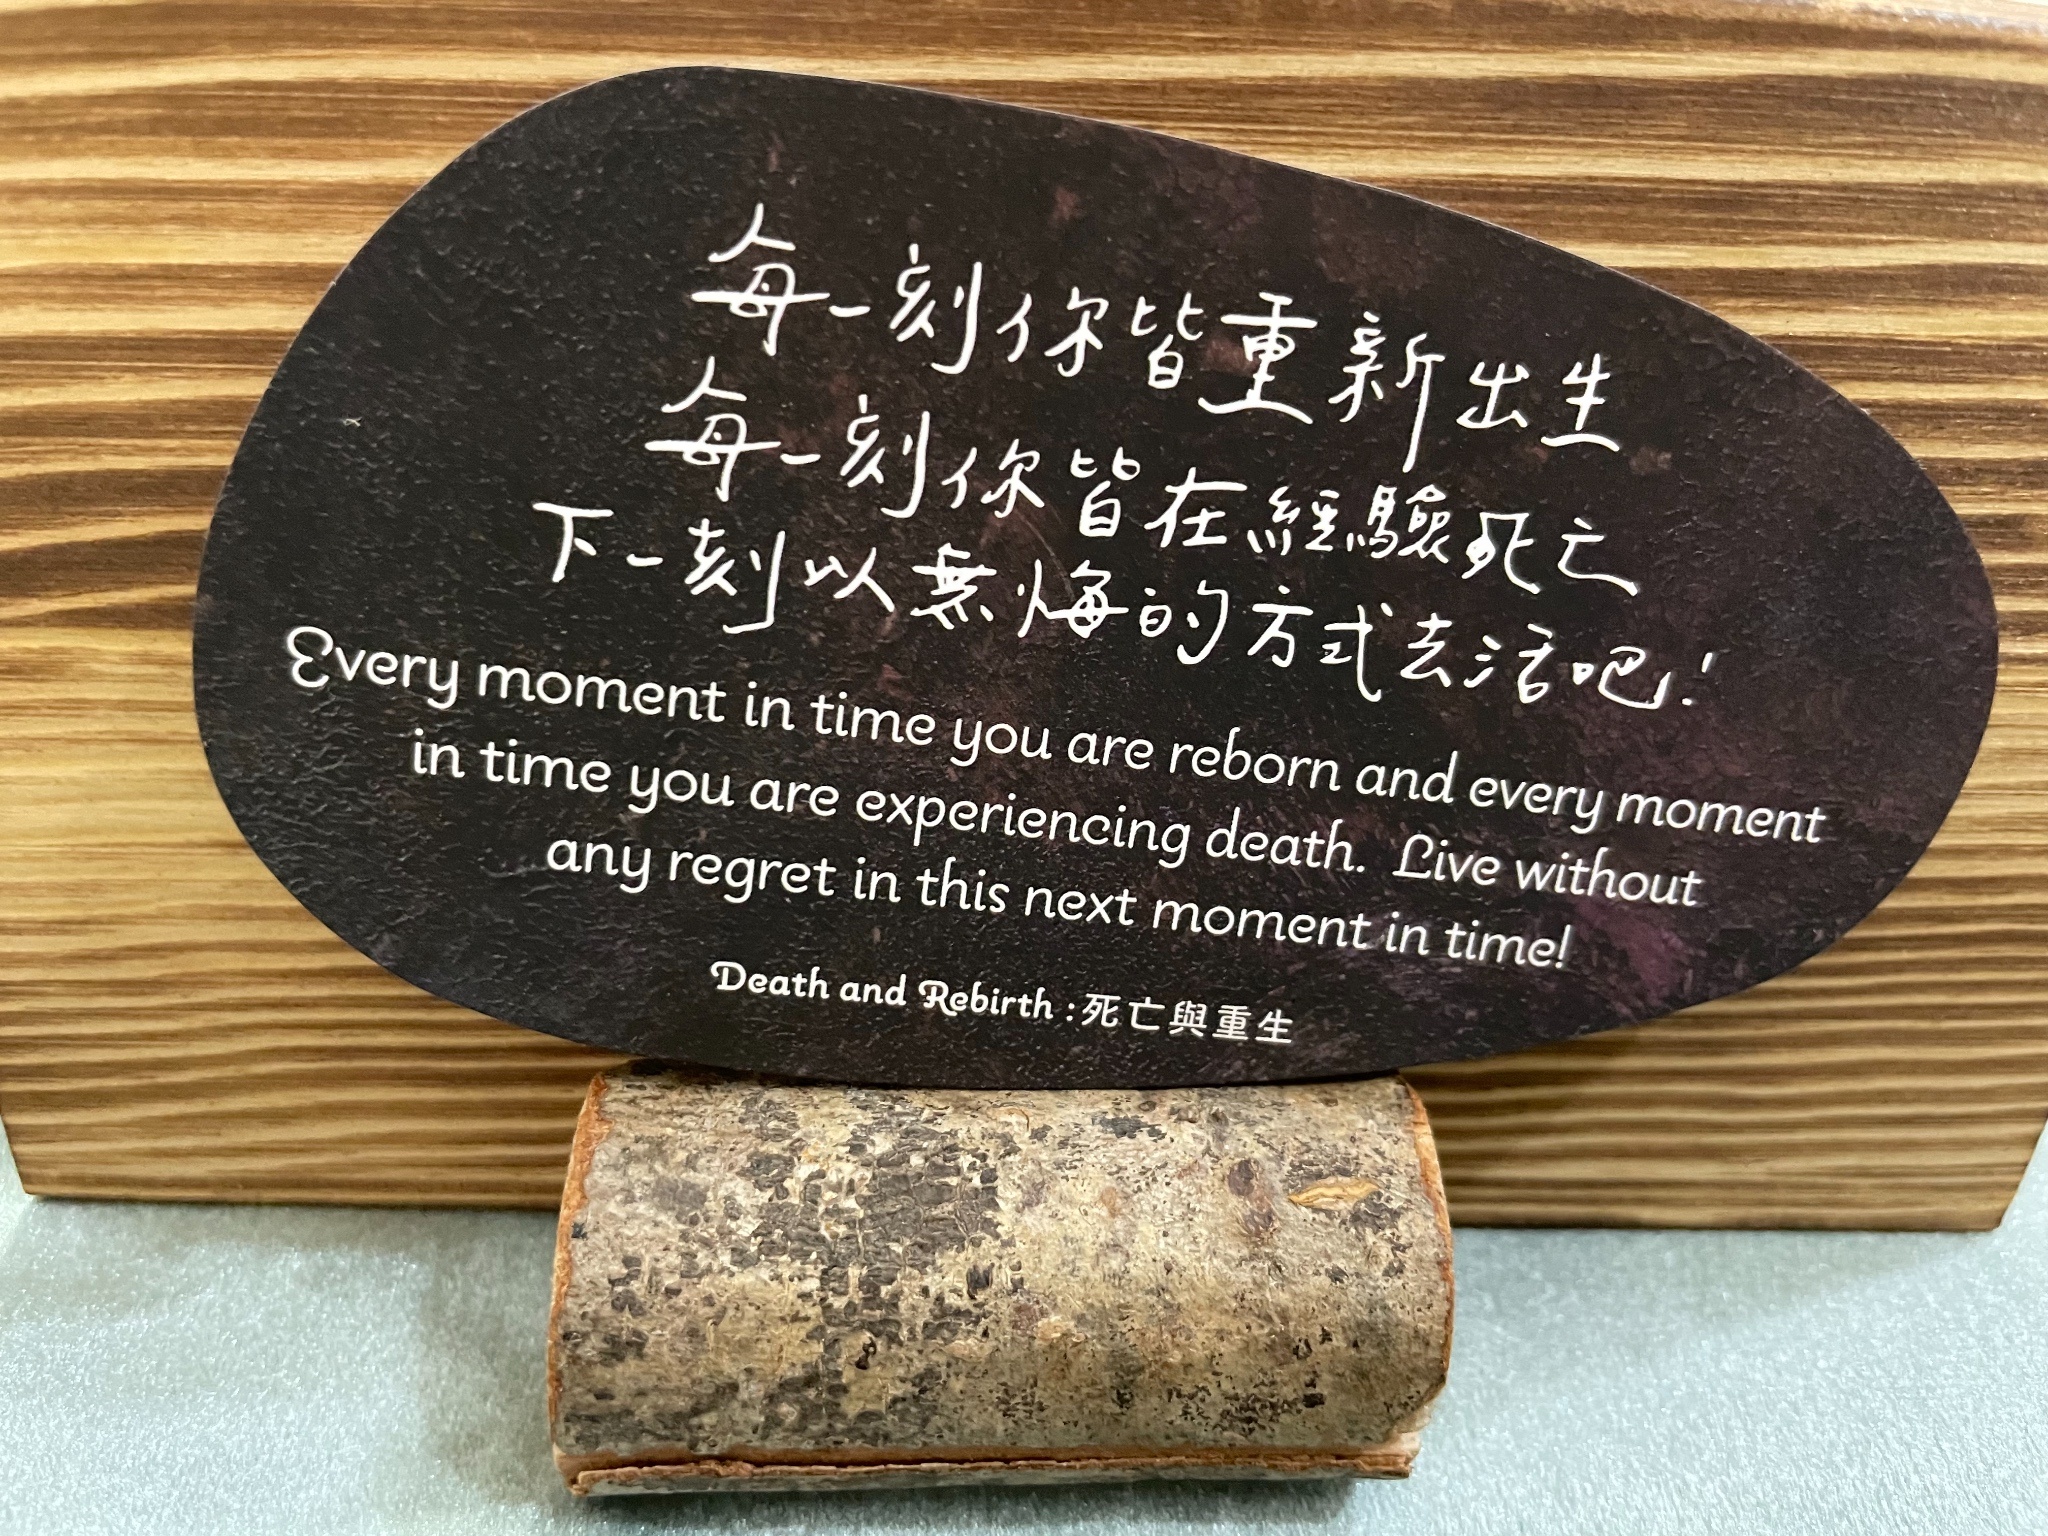 每一刻你皆重新出生
每一刻你皆在經驗死亡
下一刻以無悔的方式去活吧!
Every moment in time you are reborn and every moment
in time you are experiencing death. Live without
any regret in this next moment in time!
Death and Rebirth :死亡與重生